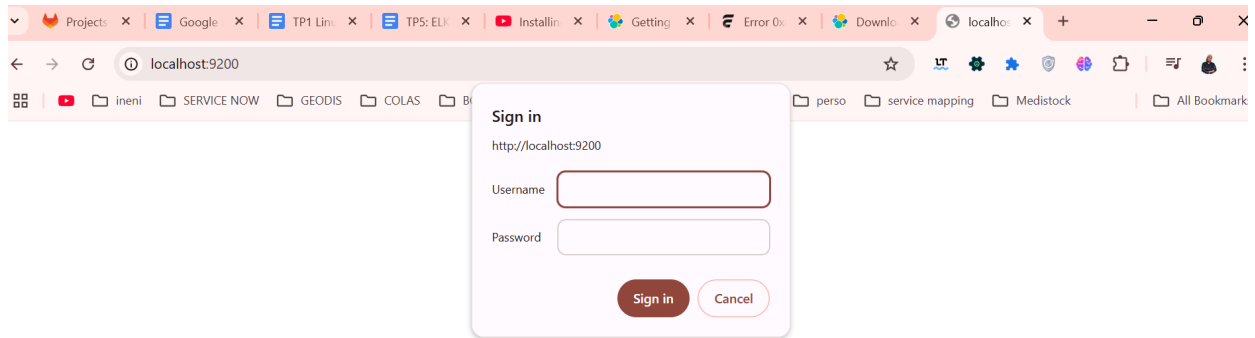 Projects Google TP1 Linu TP5: ELK Installin Getting Error 0x Downlo localhos
localhost:9200
ineni SERVICE NOW GEODIS COLAS perso service mapping Medistock All Bookmarks
Sign in
http://localhost:9200
Username
Password
Sign in Cancel